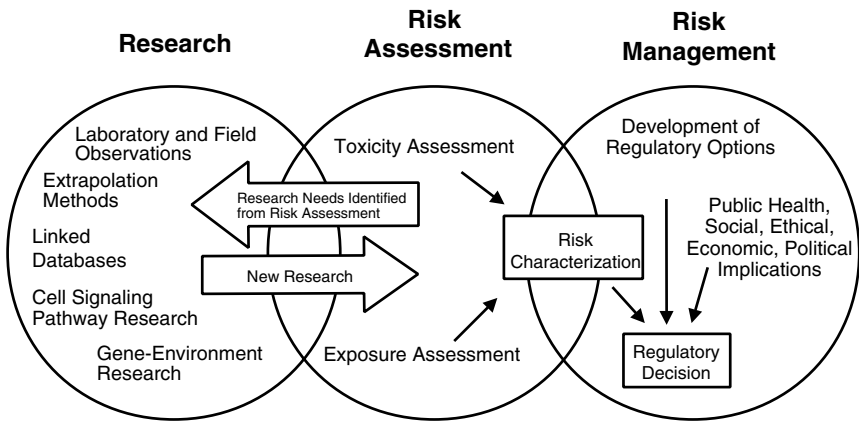 Research
Risk
Assessment
Risk
Management
Laboratory and Field
Observations
Extrapolation
Methods
Linked
Databases
Cell Signaling
Pathway Research
Gene-Environment
Research
Research Needs Identified
from Risk Assessment
New Research
Toxicity Assessment
Exposure Assessment
Risk
Characterization
Development of
Regulatory Options
Public Health,
Social, Ethical,
Economic, Political
Implications
Regulatory
Decision